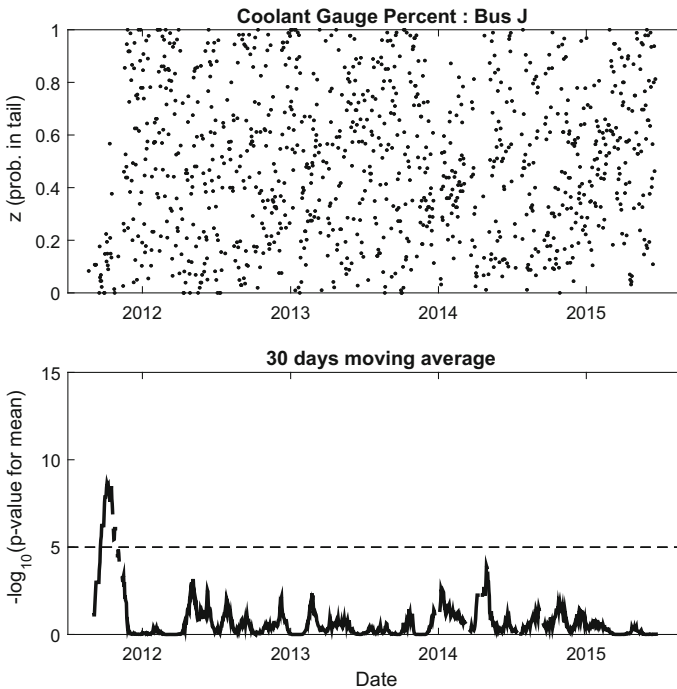 Coolant Gauge Percent : Bus J
z (prob. in tail)
1
0.8
0.6
0.4
0.2
0
2012 2013 2014 2015
30 days moving average
-log10(p-value for mean)
15
10
5
0
2012 2013 2014 2015
Date